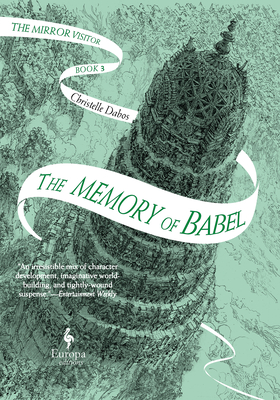 THE MIRROR VISITOR
BOOK 3
Christelle Dabos
THE MEMORY OF BABEL
"An irresistible mix of character
development, imaginative world-
building, and tightly-wound
suspense."—Entertainment Weekly
Europa
editions